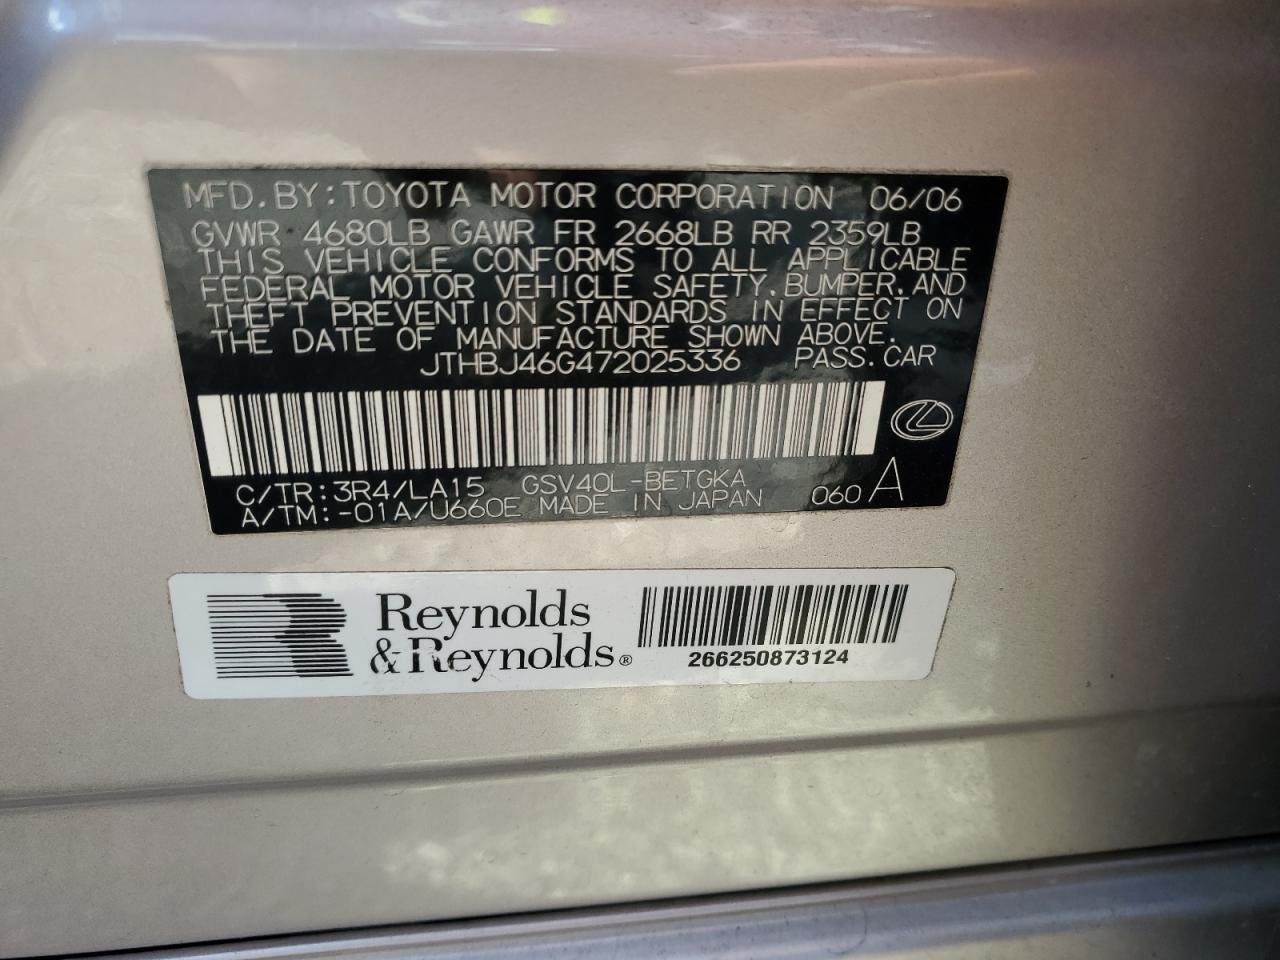 MFD. BY: TOYOTA MOTOR CORPORATION 06/06
GVWR 4680LB GAWR FR 2668LB RR 2359LB
THIS VEHICLE CONFORMS TO ALL APPLICABLE
FEDERAL MOTOR VEHICLE SAFETY, BUMPER, AND
THEFT PREVENTION STANDARDS IN EFFECT ON
THE DATE OF MANUFACTURE SHOWN ABOVE.
JTHBJ46G472025336 PASS. CAR
C/TR: 3R4/LA15 GSV40L-BETGKA
A/TM: -01A/U660E MADE IN JAPAN 060 A
Reynolds
& Reynolds®
266250873124